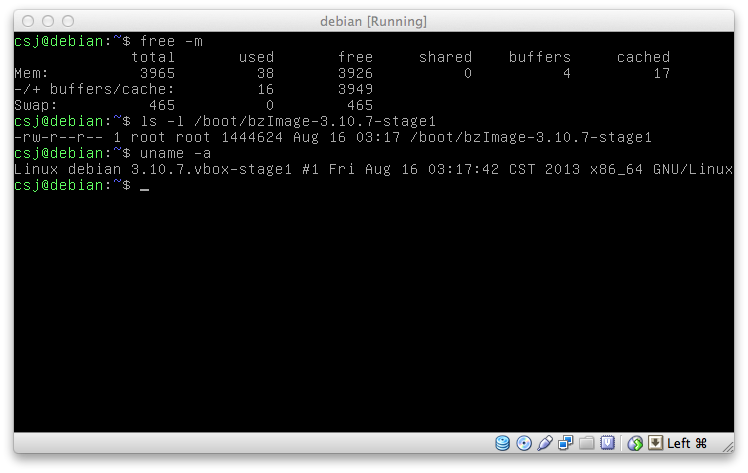 debian [Running]
csj@debian:~$ free -m
total used free shared buffers cached
Mem: 3965 38 3926 0 4 17
-/+ buffers/cache: 16 3949
Swap: 465 0 465
csj@debian:~$ ls -l /boot/bzImage-3.10.7-stage1
-rw-r--r-- 1 root root 1444624 Aug 16 03:17 /boot/bzImage-3.10.7-stage1
csj@debian:~$ uname -a
Linux debian 3.10.7.vbox-stage1 #1 Fri Aug 16 03:17:42 CST 2013 x86_64 GNU/Linux
csj@debian:~$ _
Left ⌘